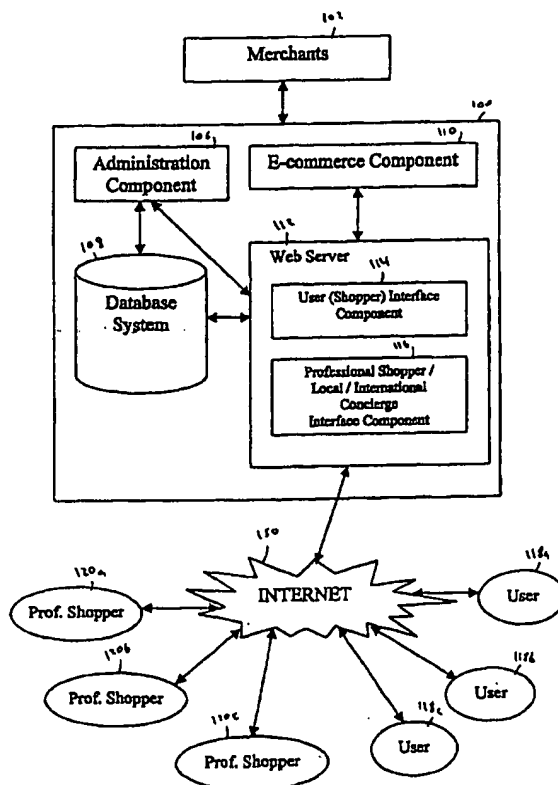 102
Merchants
100
106
Administration
Component
110
E-commerce Component
108
Database
System
112
Web Server
114
User (Shopper) Interface
Component
116
Professional Shopper /
Local / International
Concierge
Interface Component
150
INTERNET
120a
Prof. Shopper
118a
User
120b
Prof. Shopper
118b
User
120c
Prof. Shopper
118c
User